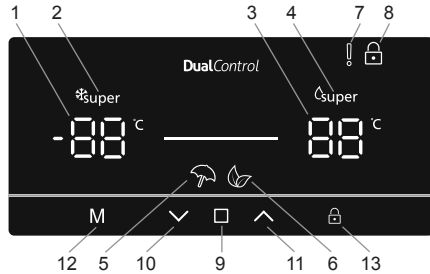 1 2 3 4 7 8
DualControl
super super
-88 °C 88 °C
M
12 5 10 9 11 6 13